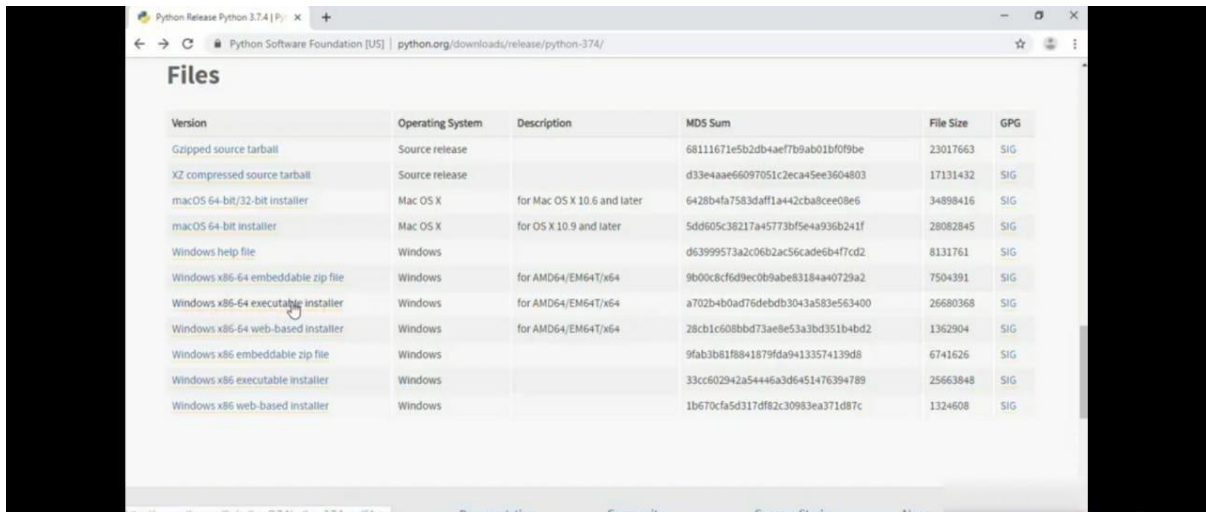 Python Release Python 3.7.4 | Py
Python Software Foundation [US] | python.org/downloads/release/python-374/
Files
Version Operating System Description MD5 Sum File Size GPG
Gzipped source tarball Source release 68111671e5b2db4aef7b9ab01bf0f9be 23017663 SIG
XZ compressed source tarball Source release d33e4aae66097051c2eca45ee3604803 17131432 SIG
macOS 64-bit/32-bit installer Mac OS X for Mac OS X 10.6 and later 6428b4fa7583daff1a442cba8cee08e6 34898416 SIG
macOS 64-bit installer Mac OS X for OS X 10.9 and later 5dd605c38217a45773bf5e4a936b241f 28082845 SIG
Windows help file Windows d63999573a2c06b2ac56cade6b4f7cd2 8131761 SIG
Windows x86-64 embeddable zip file Windows for AMD64/EM64T/x64 9b00c8cf6d9ec0b9abe83184a40729a2 7504391 SIG
Windows x86-64 executable installer Windows for AMD64/EM64T/x64 a702b4b0ad76debdb3043a583e563400 26680368 SIG
Windows x86-64 web-based installer Windows for AMD64/EM64T/x64 28cb1c608bbd73ae8e53a3bd351b4bd2 1362904 SIG
Windows x86 embeddable zip file Windows 9fab3b81f8841879fda94133574139d8 6741626 SIG
Windows x86 executable installer Windows 33cc602942a54446a3d6451476394789 25663848 SIG
Windows x86 web-based installer Windows 1b670cfa5d317df82c30983ea371d87c 1324608 SIG